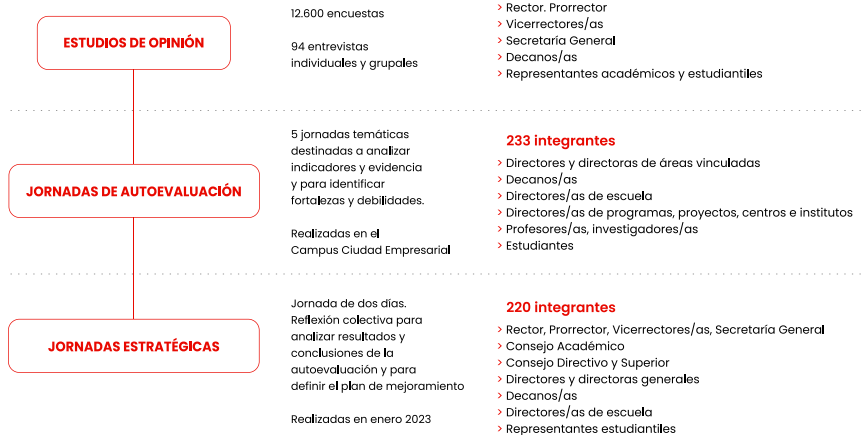 ESTUDIOS DE OPINIÓN
12.600 encuestas
94 entrevistas
individuales y grupales
> Rector. Prorrector
> Vicerrectores/as
> Secretaría General
> Decanos/as
> Representantes académicos y estudiantiles
JORNADAS DE AUTOEVALUACIÓN
5 jornadas temáticas
destinadas a analizar
indicadores y evidencia
y para identificar
fortalezas y debilidades.
Realizadas en el
Campus Ciudad Empresarial
233 integrantes
> Directores y directoras de áreas vinculadas
> Decanos/as
> Directores/as de escuela
> Directores/as de programas, proyectos, centros e institutos
> Profesores/as, investigadores/as
> Estudiantes
JORNADAS ESTRATÉGICAS
Jornada de dos días.
Reflexión colectiva para
analizar resultados y
conclusiones de la
autoevaluación y para
definir el plan de mejoramiento
Realizadas en enero 2023
220 integrantes
> Rector, Prorrector, Vicerrectores/as, Secretaría General
> Consejo Académico
> Consejo Directivo y Superior
> Directores y directoras generales
> Decanos/as
> Directores/as de escuela
> Representantes estudiantiles